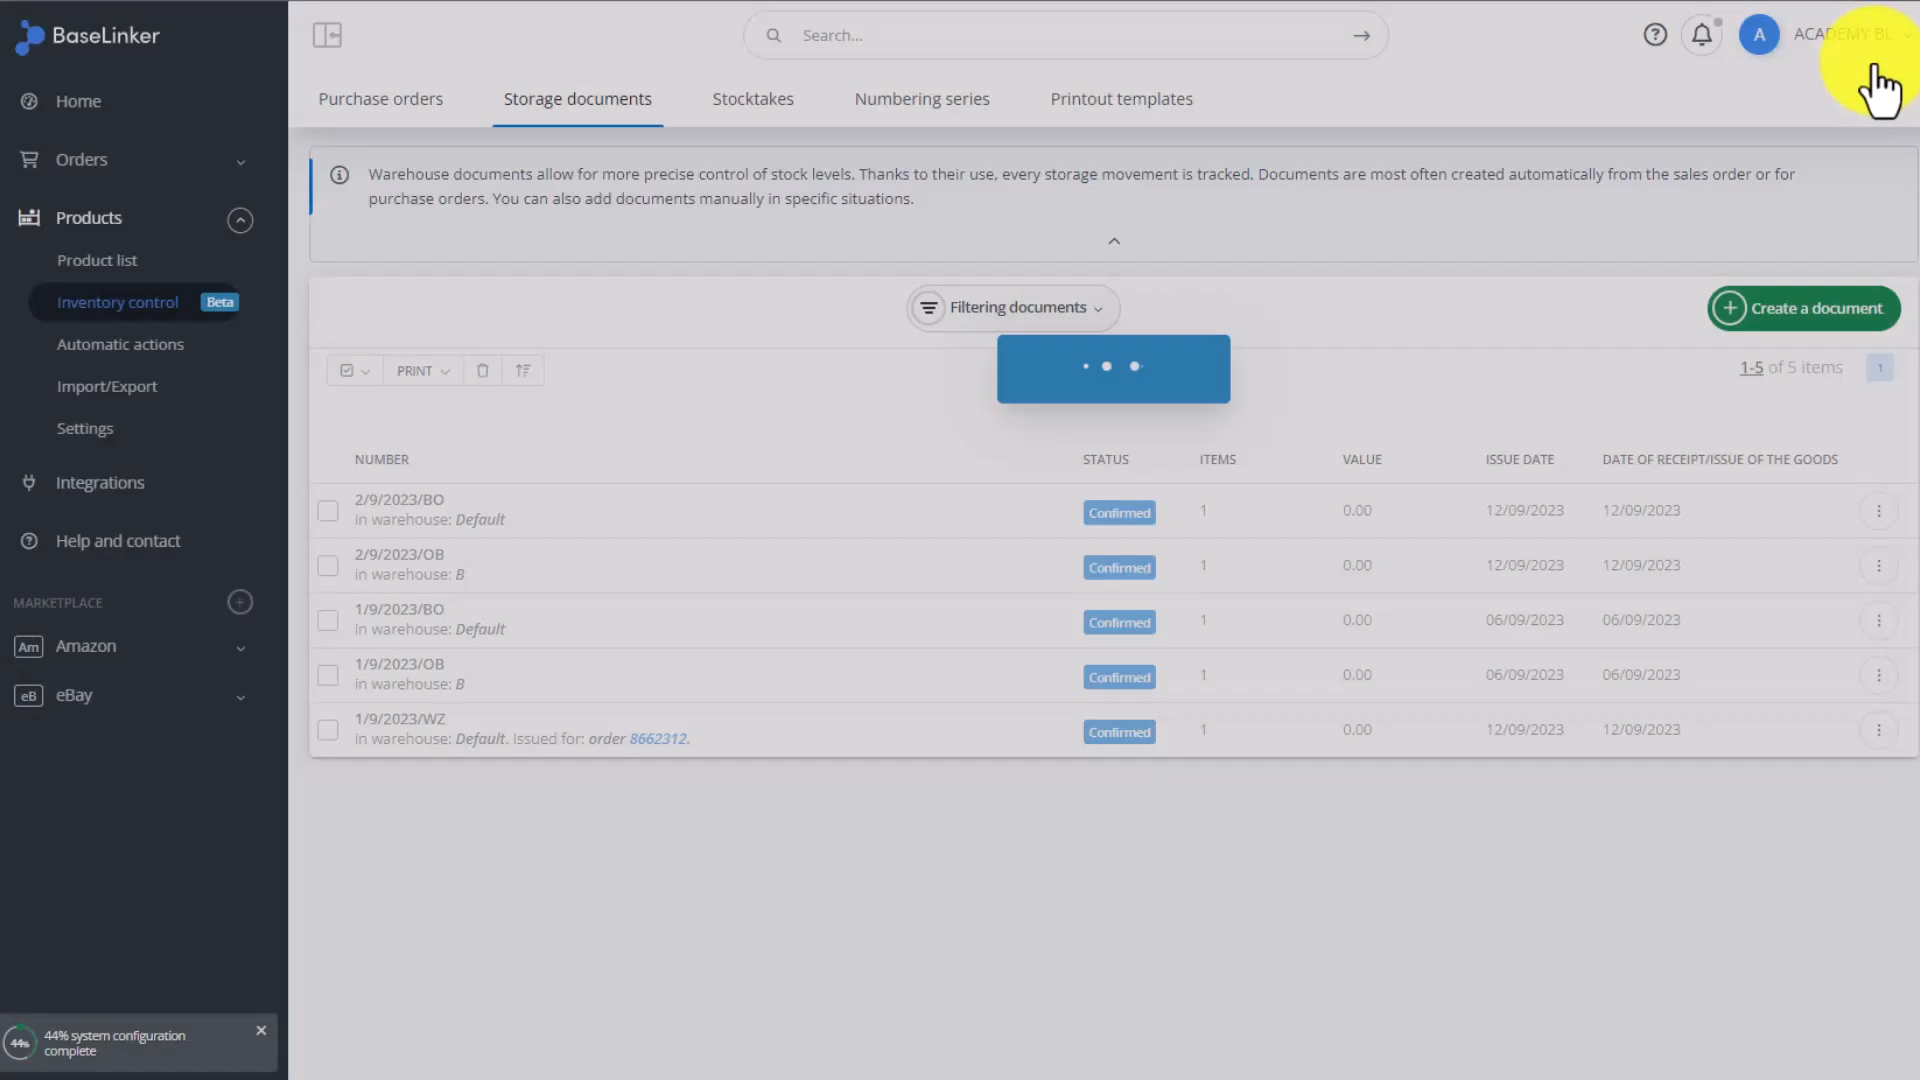 BaseLinker
Search...
A
ACADEMY BL
Home
Orders
Products
Product list
Inventory control
Beta
Automatic actions
Import/Export
Settings
Integrations
Help and contact
MARKETPLACE
Am
Amazon
eB
eBay
44%
44% system configuration
complete
Purchase orders
Storage documents
Stocktakes
Numbering series
Printout templates
Warehouse documents allow for more precise control of stock levels. Thanks to their use, every storage movement is tracked. Documents are most often created automatically from the sales order or for
purchase orders. You can also add documents manually in specific situations.
Filtering documents
Create a document
PRINT
1-5 of 5 items
1
NUMBER STATUS ITEMS VALUE ISSUE DATE DATE OF RECEIPT/ISSUE OF THE GOODS
2/9/2023/BO
in warehouse: Default
Confirmed 1 0.00 12/09/2023 12/09/2023
2/9/2023/OB
in warehouse: B
Confirmed 1 0.00 12/09/2023 12/09/2023
1/9/2023/BO
in warehouse: Default
Confirmed 1 0.00 06/09/2023 06/09/2023
1/9/2023/OB
in warehouse: B
Confirmed 1 0.00 06/09/2023 06/09/2023
1/9/2023/WZ
in warehouse: Default. Issued for: order 8662312.
Confirmed 1 0.00 12/09/2023 12/09/2023